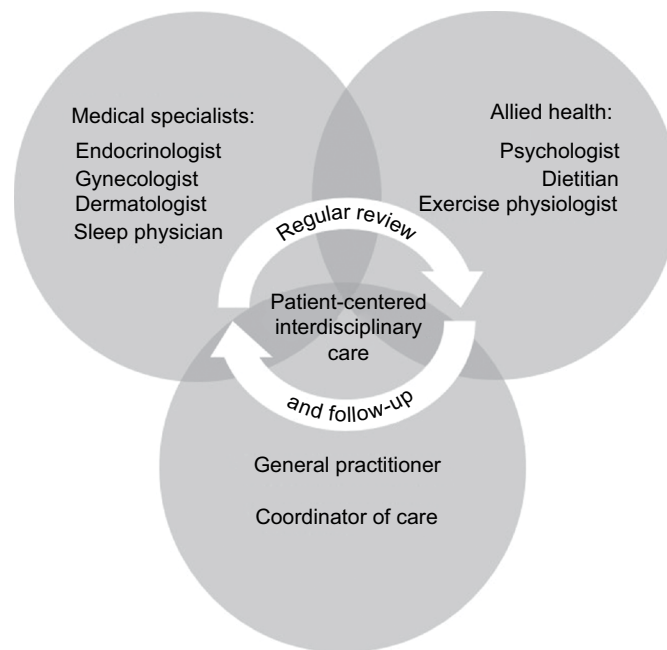 Medical specialists:
Endocrinologist
Gynecologist
Dermatologist
Sleep physician
Allied health:
Psychologist
Dietitian
Exercise physiologist
Regular review
Patient-centered
interdisciplinary
care
and follow-up
General practitioner
Coordinator of care